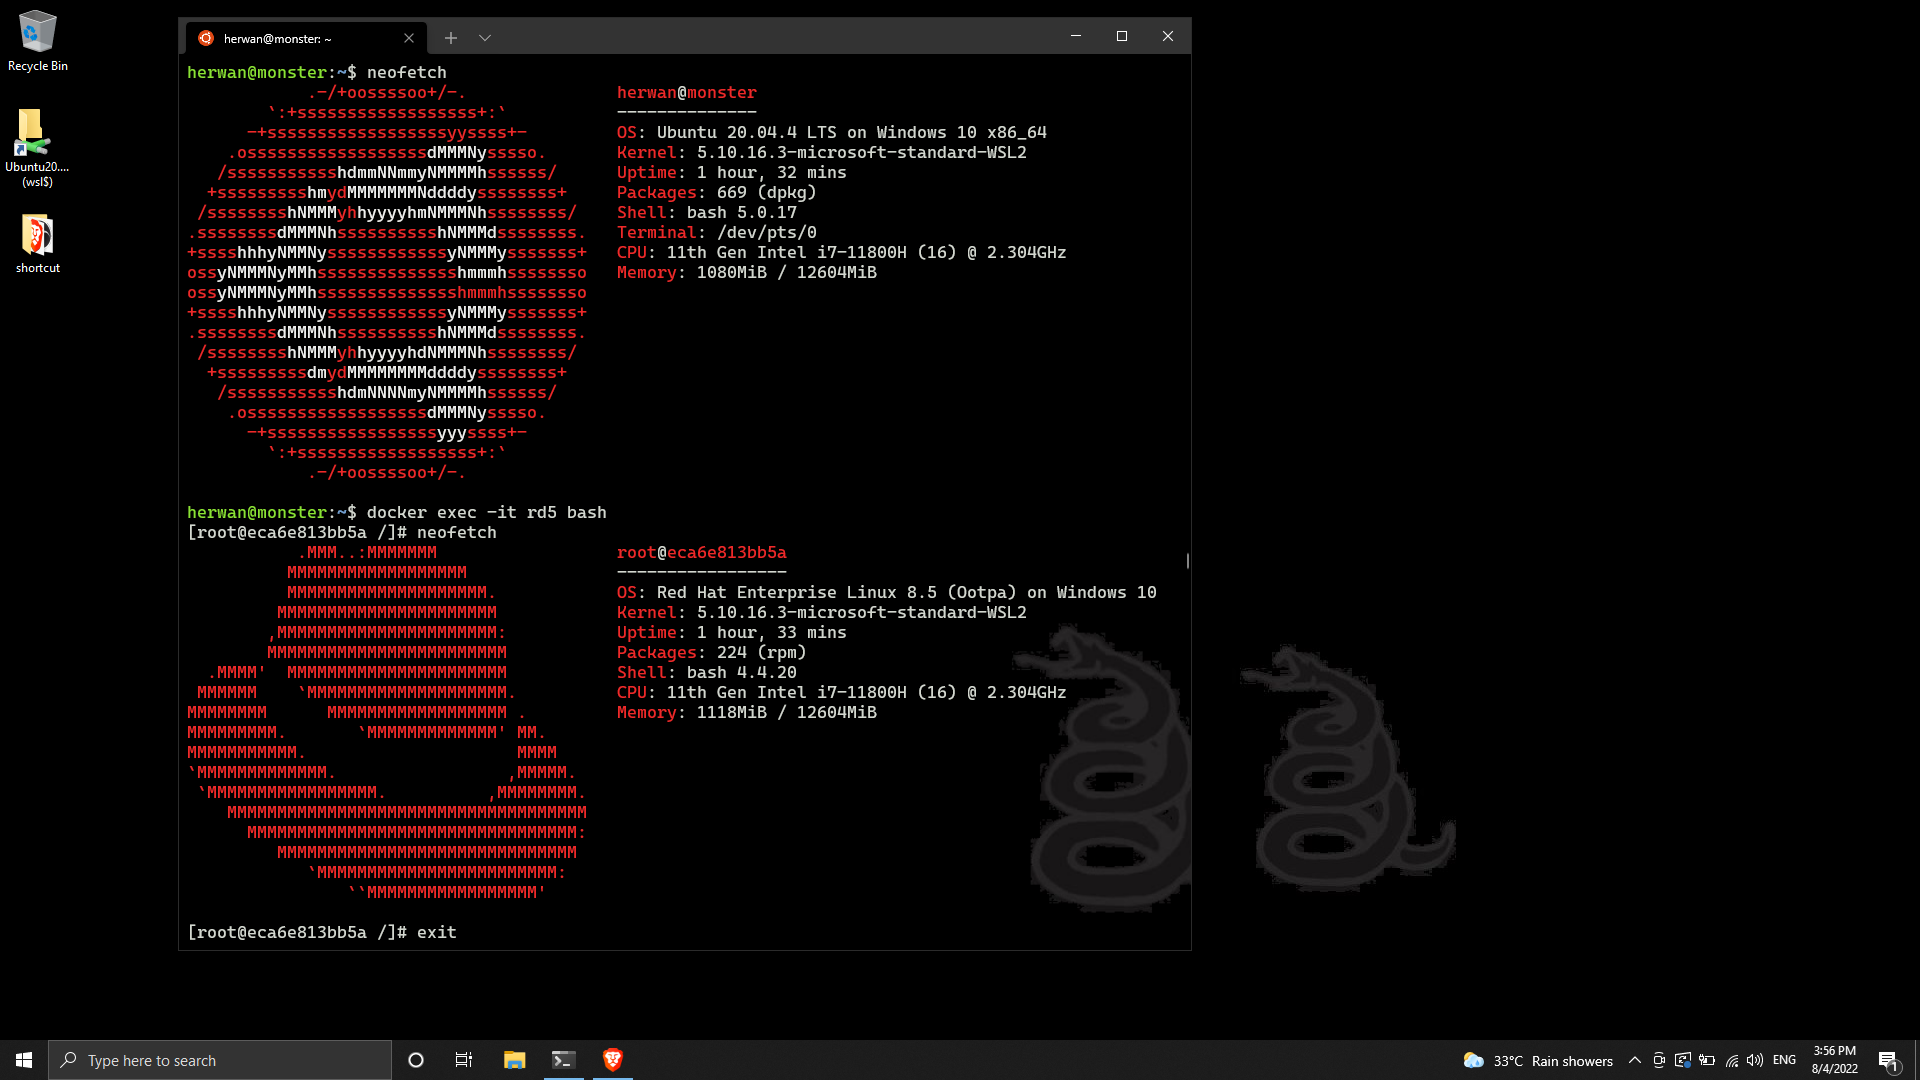 Recycle Bin
Ubuntu20....
(wsl$)
shortcut
herwan@monster: ~
herwan@monster:~$ neofetch
            .-/+oossssoo+/-.               herwan@monster
        `:+ssssssssssssssssss+:`           --------------
      -+ssssssssssssssssssyyssss+-         OS: Ubuntu 20.04.4 LTS on Windows 10 x86_64
    .ossssssssssssssssssdMMMNysssso.       Kernel: 5.10.16.3-microsoft-standard-WSL2
   /ssssssssssshdmmNNmmyNMMMMhssssss/      Uptime: 1 hour, 32 mins
  +ssssssssshmydMMMMMMMNddddyssssssss+     Packages: 669 (dpkg)
 /sssssssshNMMMyhhyyyyhmNMMMNhssssssss/    Shell: bash 5.0.17
.ssssssssdMMMNhsssssssssshNMMMdssssssss.   Terminal: /dev/pts/0
+sssshhhyNMMNyssssssssssssyNMMMysssssss+   CPU: 11th Gen Intel i7-11800H (16) @ 2.304GHz
ossyNMMMNyMMhsssssssssssssshmmmhssssssso   Memory: 1080MiB / 12604MiB
ossyNMMMNyMMhsssssssssssssshmmmhssssssso
+sssshhhyNMMNyssssssssssssyNMMMysssssss+
.ssssssssdMMMNhsssssssssshNMMMdssssssss.
 /sssssssshNMMMyhhyyyyhdNMMMNhssssssss/
  +sssssssssdmydMMMMMMMMddddyssssssss+
   /ssssssssssshdmNNNNmyNMMMMhssssss/
    .ossssssssssssssssssdMMMNysssso.
      -+sssssssssssssssssyyyssss+-
        `:+ssssssssssssssssss+:`
            .-/+oossssoo+/-.
herwan@monster:~$ docker exec -it rd5 bash
[root@eca6e813bb5a /]# neofetch
           .MMM..:MMMMMMM                  root@eca6e813bb5a
          MMMMMMMMMMMMMMMMMM               -----------------
          MMMMMMMMMMMMMMMMMMMM.            OS: Red Hat Enterprise Linux 8.5 (Ootpa) on Windows 10
         MMMMMMMMMMMMMMMMMMMMMM            Kernel: 5.10.16.3-microsoft-standard-WSL2
        ,MMMMMMMMMMMMMMMMMMMMMM:           Uptime: 1 hour, 33 mins
        MMMMMMMMMMMMMMMMMMMMMMMM           Packages: 224 (rpm)
  .MMMM'  MMMMMMMMMMMMMMMMMMMMMM           Shell: bash 4.4.20
 MMMMMM    `MMMMMMMMMMMMMMMMMMMM.          CPU: 11th Gen Intel i7-11800H (16) @ 2.304GHz
MMMMMMMM      MMMMMMMMMMMMMMMMMM .         Memory: 1118MiB / 12604MiB
MMMMMMMMM.       `MMMMMMMMMMMMM' MM.
MMMMMMMMMMM.                     MMMM
`MMMMMMMMMMMMM.                 ,MMMMM.
 `MMMMMMMMMMMMMMMMM.          ,MMMMMMMM.
    MMMMMMMMMMMMMMMMMMMMMMMMMMMMMMMMMMMM
      MMMMMMMMMMMMMMMMMMMMMMMMMMMMMMMMM:
         MMMMMMMMMMMMMMMMMMMMMMMMMMMMMM
            `MMMMMMMMMMMMMMMMMMMMMMMM:
                ``MMMMMMMMMMMMMMMMM'
[root@eca6e813bb5a /]# exit
Type here to search
33°C Rain showers
ENG
3:56 PM
8/4/2022
1